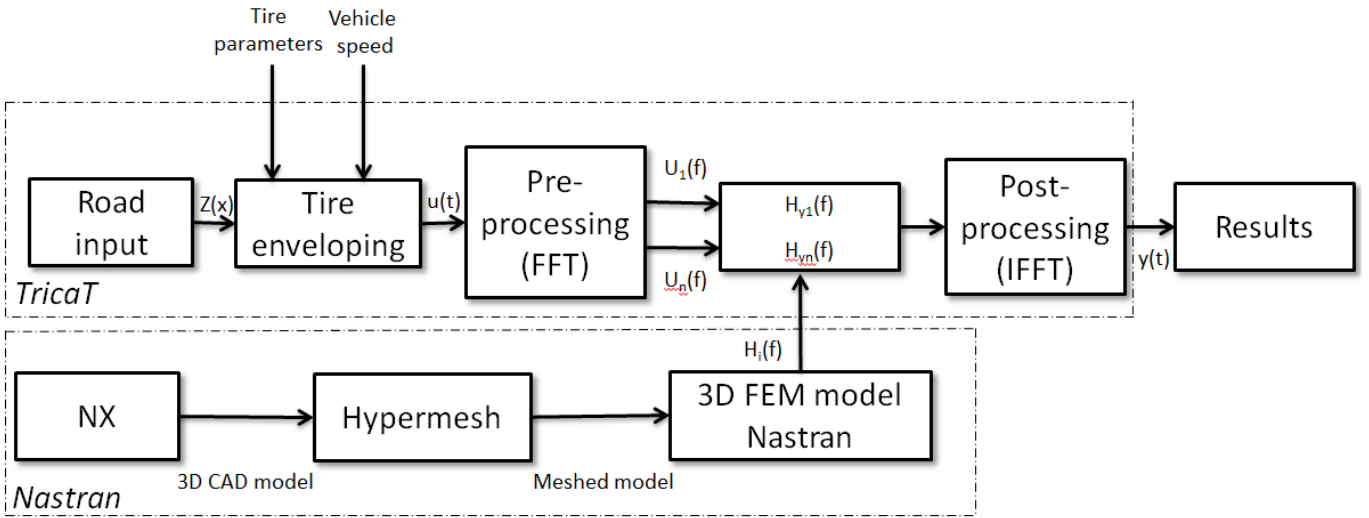 Tire
parameters
Vehicle
speed
Road
input
Z(x)
Tire
enveloping
u(t)
Pre-
processing
(FFT)
U1(f)
Un(f)
Hy1(f)
Hyn(f)
Post-
processing
(IFFT)
y(t)
Results
TricaT
Hi(f)
NX
3D CAD model
Hypermesh
Meshed model
3D FEM model
Nastran
Nastran